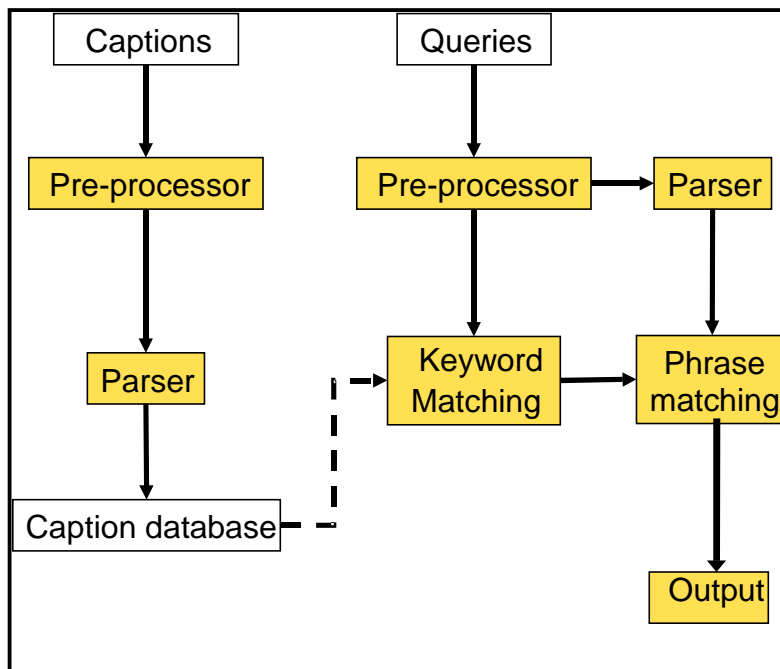 Captions
Queries
Pre-processor
Pre-processor
Parser
Parser
Keyword
Matching
Phrase
matching
Caption database
Output